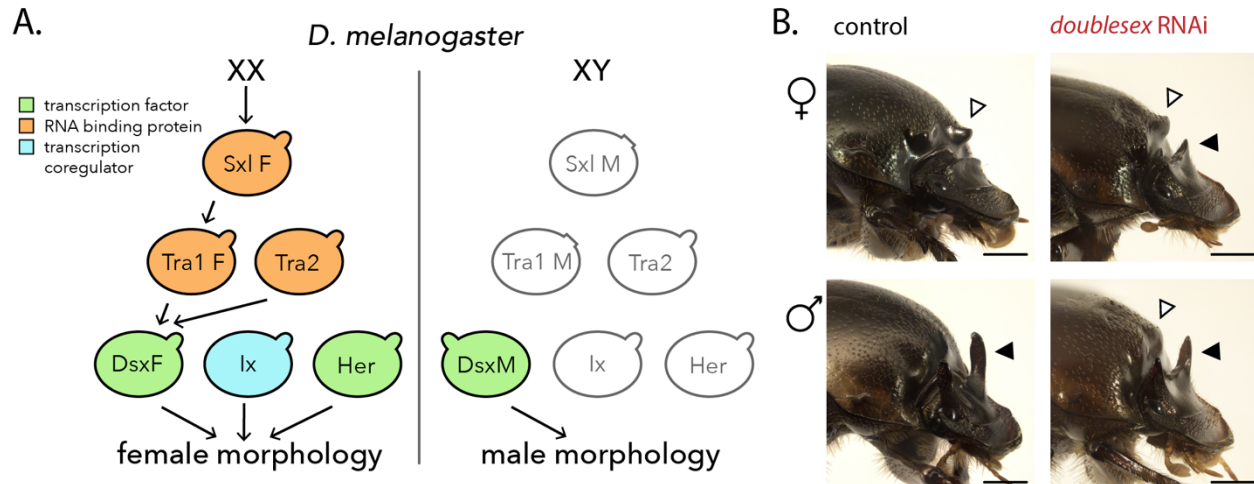 A.
D. melanogaster
XX
XY
transcription factor
RNA binding protein
transcription
coregulator
Sxl F
Sxl M
Tra1 F
Tra2
Tra1 M
Tra2
DsxF
Ix
Her
DsxM
Ix
Her
female morphology
male morphology
B.
control
doublesex RNAi
♀
♂